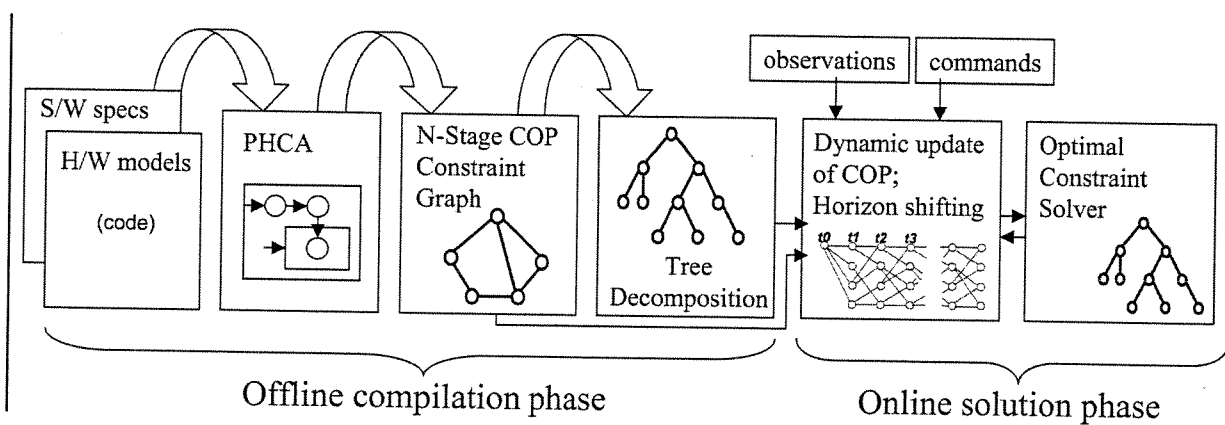 observations
commands
S/W specs
H/W models
(code)
PHCA
N-Stage COP
Constraint
Graph
Tree
Decomposition
Dynamic update
of COP;
Horizon shifting
t0 t1 t2 t3
Optimal
Constraint
Solver
Offline compilation phase
Online solution phase